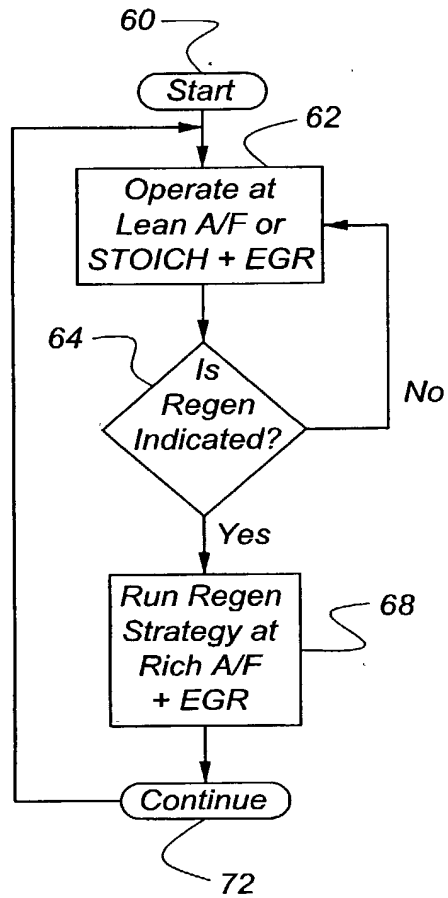 60
Start
62
Operate at
Lean A/F or
STOICH + EGR
64
Is
Regen
Indicated?
No
Yes
Run Regen
Strategy at
Rich A/F
+ EGR
68
Continue
72